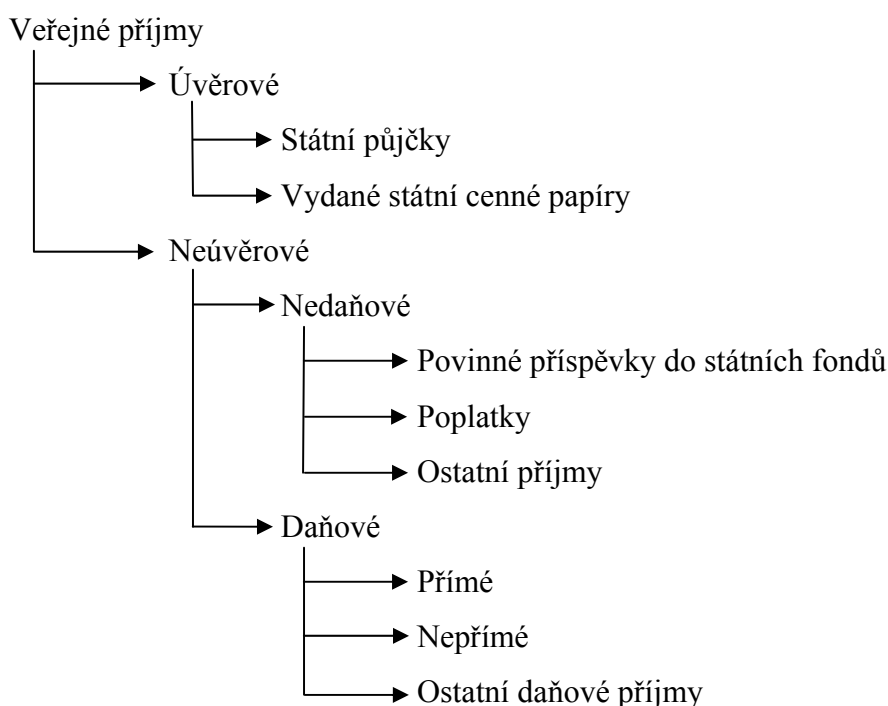 Veřejné příjmy
Úvěrové
Státní půjčky
Vydané státní cenné papíry
Neúvěrové
Nedaňové
Povinné příspěvky do státních fondů
Poplatky
Ostatní příjmy
Daňové
Přímé
Nepřímé
Ostatní daňové příjmy